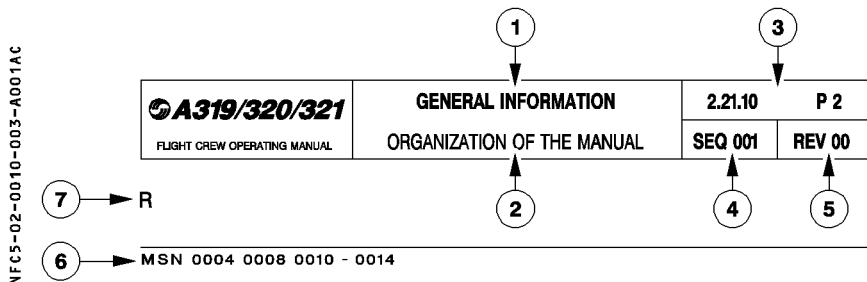 1
3
A319/320/321
GENERAL INFORMATION
2.21.10 P 2
FLIGHT CREW OPERATING MANUAL
ORGANIZATION OF THE MANUAL
SEQ 001
REV 00
7
R
2
4
5
6
MSN 0004 0008 0010 - 0014
NFC5-02-0010-003-A001AC